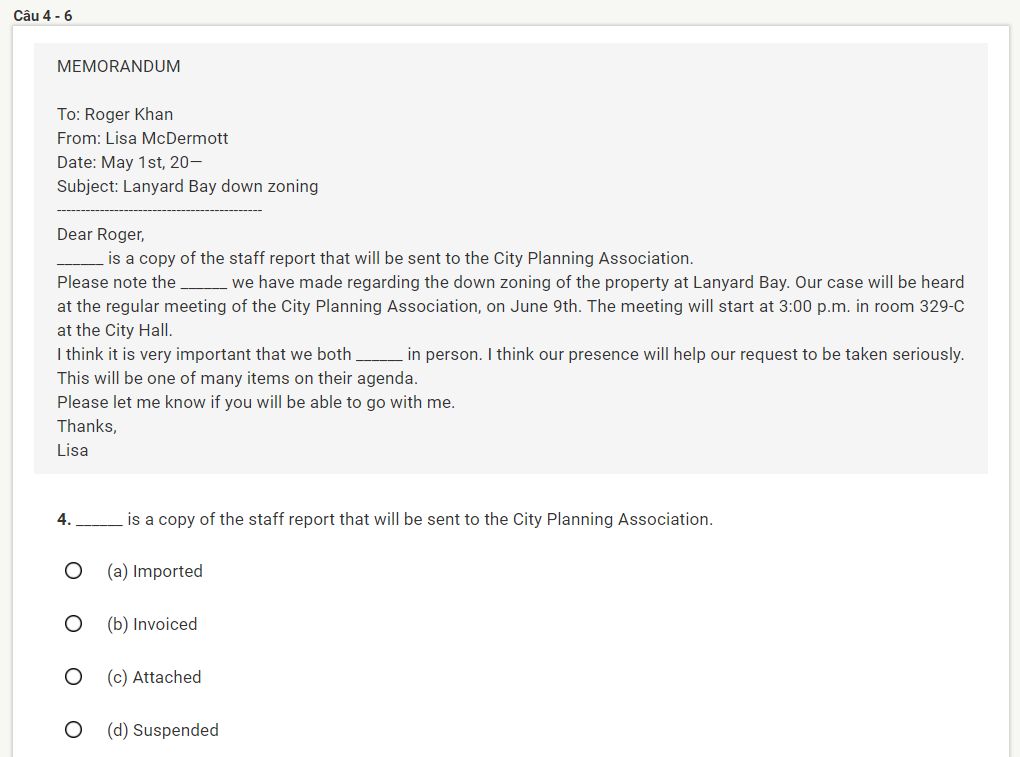 Câu 4 - 6
MEMORANDUM
To: Roger Khan
From: Lisa McDermott
Date: May 1st, 20—
Subject: Lanyard Bay down zoning
-----------------------------------------
Dear Roger,
______ is a copy of the staff report that will be sent to the City Planning Association.
Please note the ______ we have made regarding the down zoning of the property at Lanyard Bay. Our case will be heard
at the regular meeting of the City Planning Association, on June 9th. The meeting will start at 3:00 p.m. in room 329-C
at the City Hall.
I think it is very important that we both ______ in person. I think our presence will help our request to be taken seriously.
This will be one of many items on their agenda.
Please let me know if you will be able to go with me.
Thanks,
Lisa
4. ______ is a copy of the staff report that will be sent to the City Planning Association.
(a) Imported
(b) Invoiced
(c) Attached
(d) Suspended